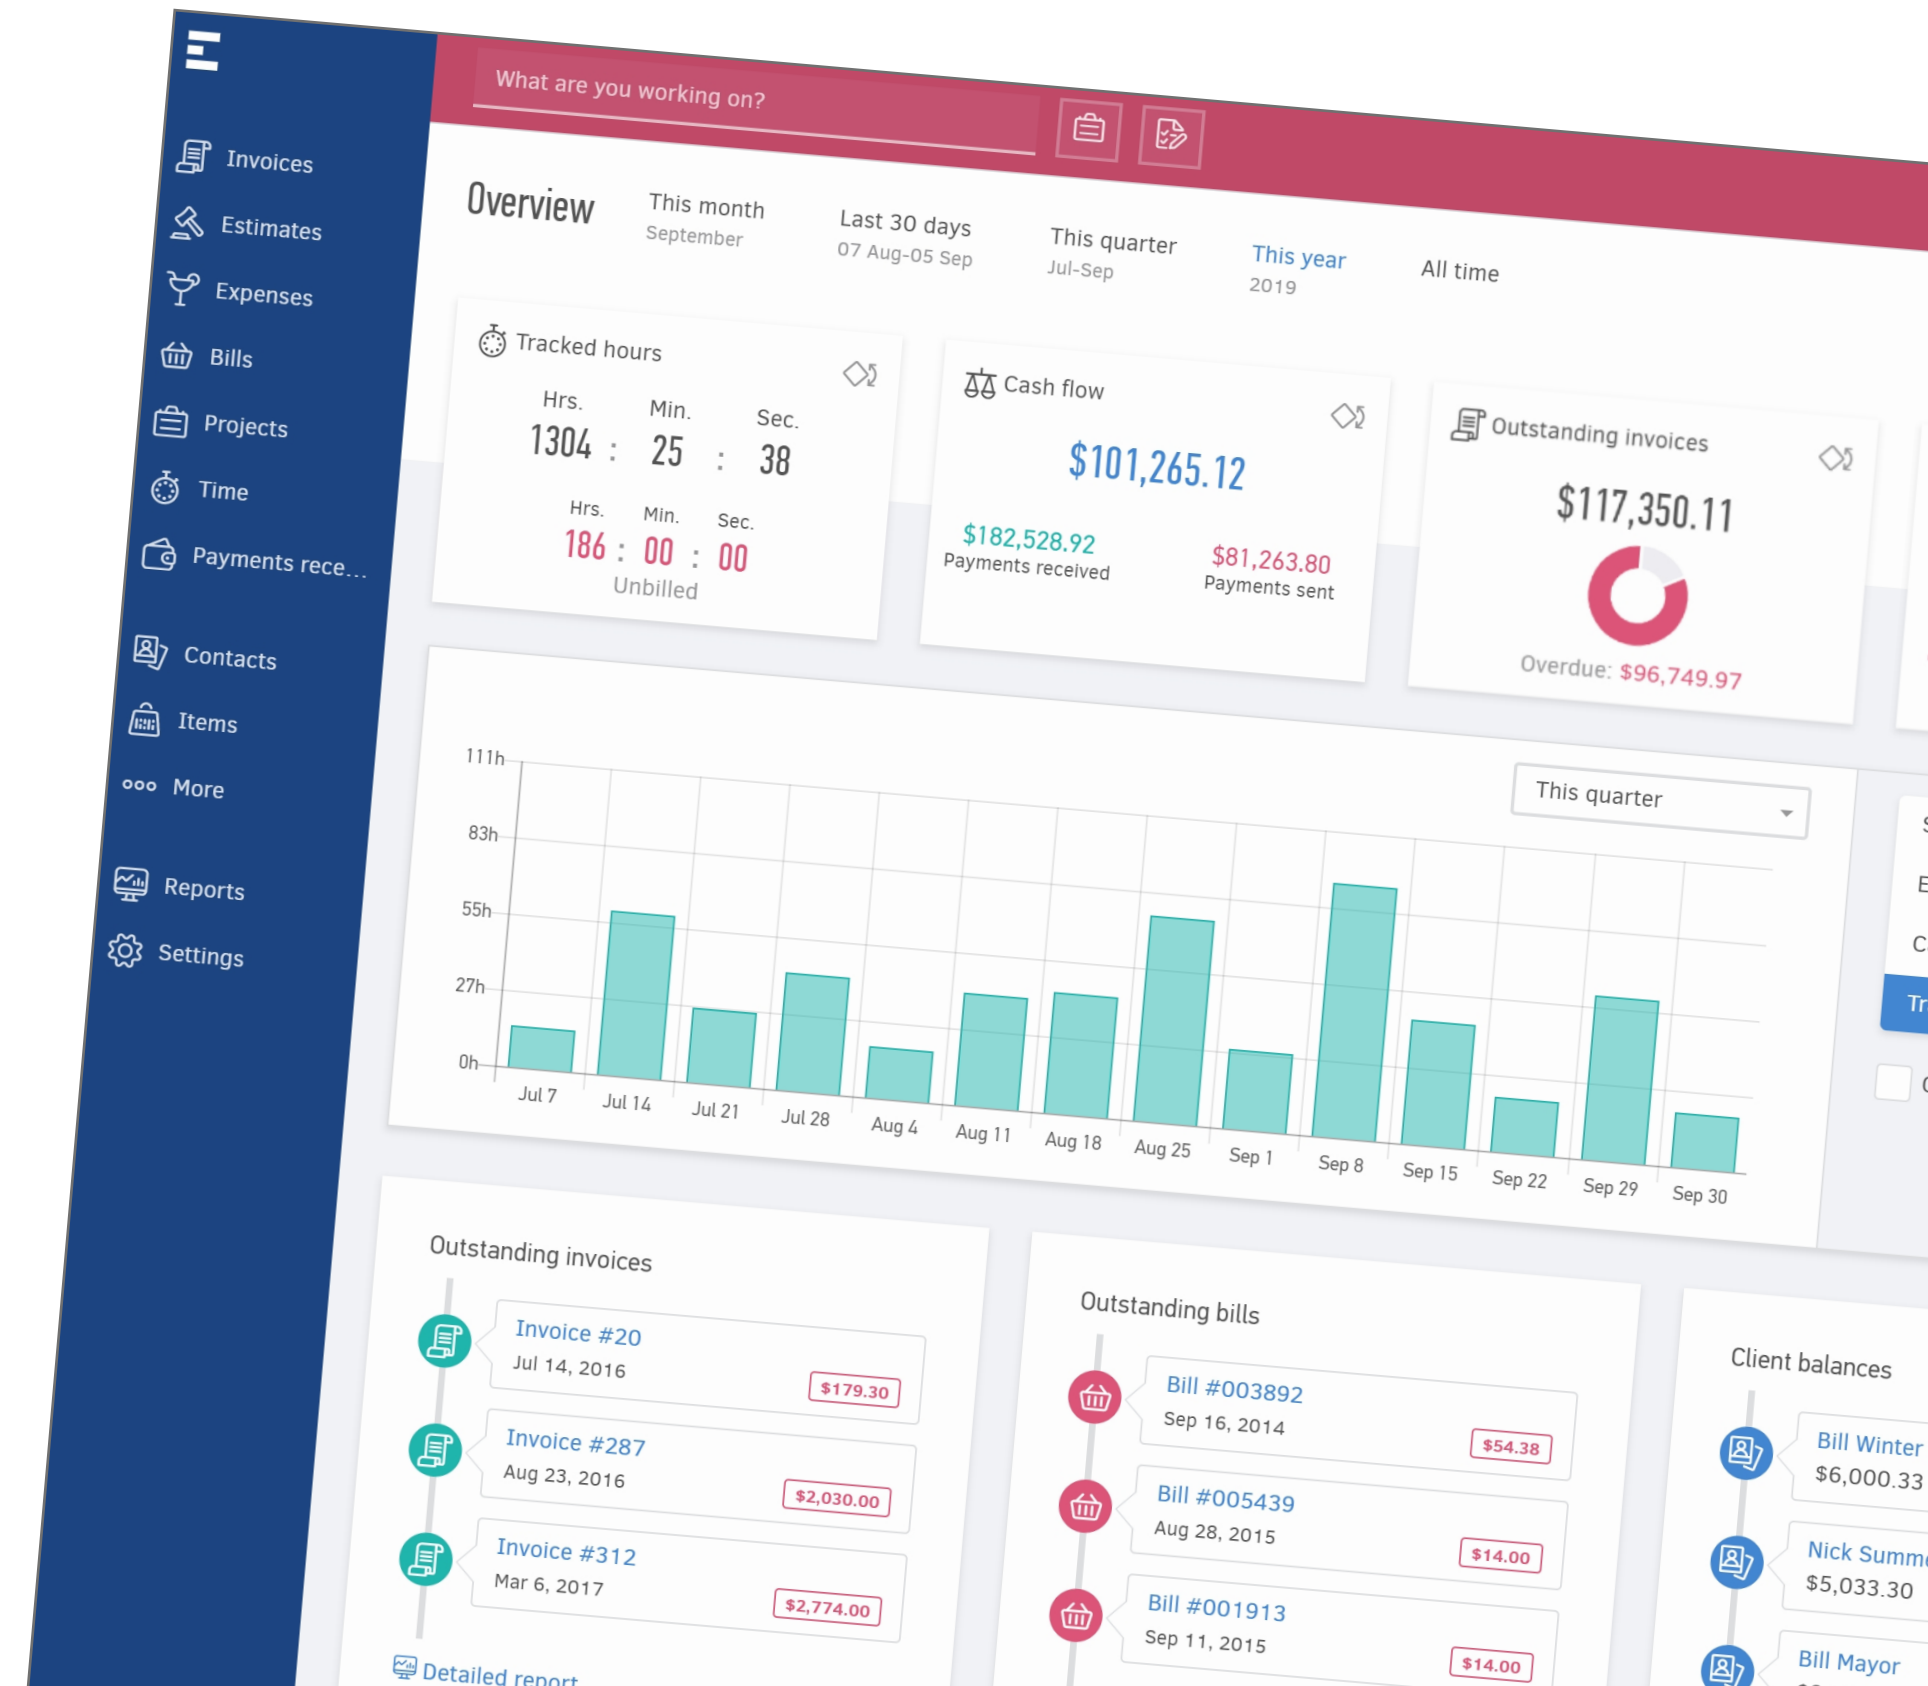 What are you working on?
Invoices
Estimates
Expenses
Bills
Projects
Time
Payments rece...
Contacts
Items
More
Reports
Settings
Overview
This month
September
Last 30 days
07 Aug-05 Sep
This quarter
Jul-Sep
This year
2019
All time
Tracked hours
Hrs. Min. Sec.
1304 : 25 : 38
Hrs. Min. Sec.
186 : 00 : 00
Unbilled
Cash flow
$101,265.12
$182,528.92
Payments received
$81,263.80
Payments sent
Outstanding invoices
$117,350.11
Overdue: $96,749.97
This quarter
111h
83h
55h
27h
0h
Jul 7 Jul 14 Jul 21 Jul 28 Aug 4 Aug 11 Aug 18 Aug 25 Sep 1 Sep 8 Sep 15 Sep 22 Sep 29 Sep 30
Outstanding invoices
Invoice #20
Jul 14, 2016
$179.30
Invoice #287
Aug 23, 2016
$2,030.00
Invoice #312
Mar 6, 2017
$2,774.00
Detailed report
Outstanding bills
Bill #003892
Sep 16, 2014
$54.38
Bill #005439
Aug 28, 2015
$14.00
Bill #001913
Sep 11, 2015
$14.00
Client balances
Bill Winter
$6,000.33
Nick
$5,033.30
Bill Mayor